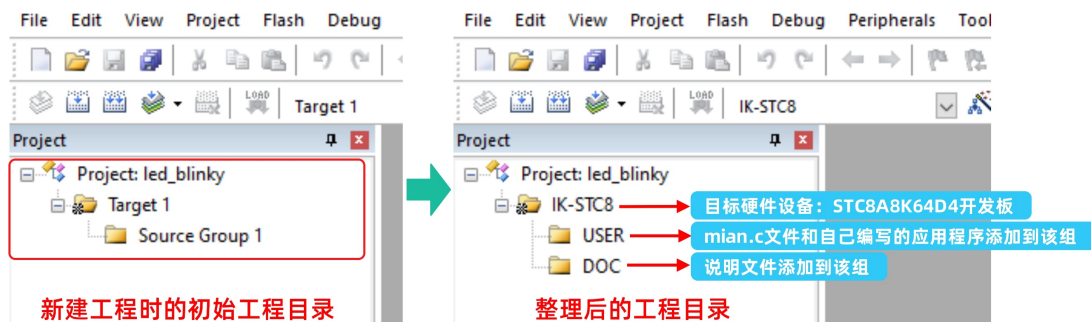 File Edit View Project Flash Debug
Target 1
Project
Project: led_blinky
Target 1
Source Group 1
新建工程时的初始工程目录
File Edit View Project Flash Debug Peripherals Tool
IK-STC8
Project
Project: led_blinky
IK-STC8
目标硬件设备：STC8A8K64D4开发板
USER
mian.c文件和自己编写的应用程序添加到该组
DOC
说明文件添加到该组
整理后的工程目录